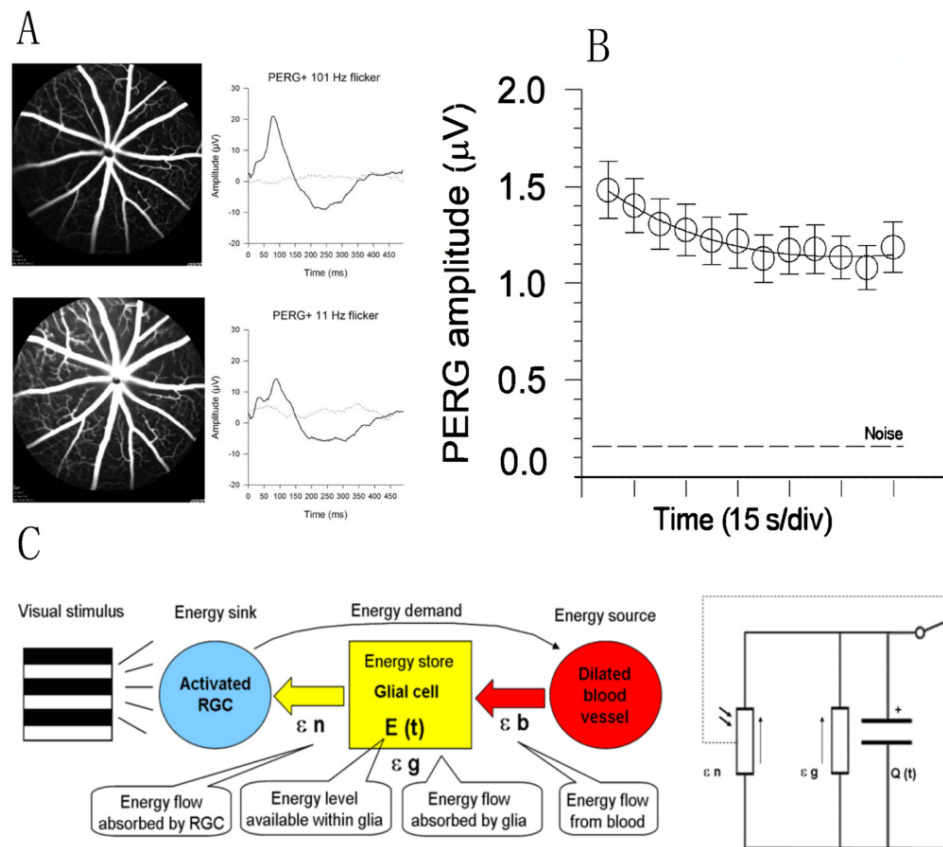 A
PERG+ 101 Hz flicker
Amplitude (µV)
30
20
10
0
-10
-20
0 50 100 150 200 250 300 350 400 450
Time (ms)
PERG+ 11 Hz flicker
Amplitude (µV)
30
20
10
0
-10
-20
0 50 100 150 200 250 300 350 400 450
Time (ms)
B
PERG amplitude (µV)
2.0
1.5
1.0
0.5
0.0
Noise
Time (15 s/div)
C
Visual stimulus
Energy sink
Energy demand
Energy source
Activated
RGC
Energy store
Glial cell
E (t)
Dilated
blood
vessel
ε n
ε g
ε b
Energy flow
absorbed by RGC
Energy level
available within glia
Energy flow
absorbed by glia
Energy flow
from blood
ε n
ε g
+
Q (t)